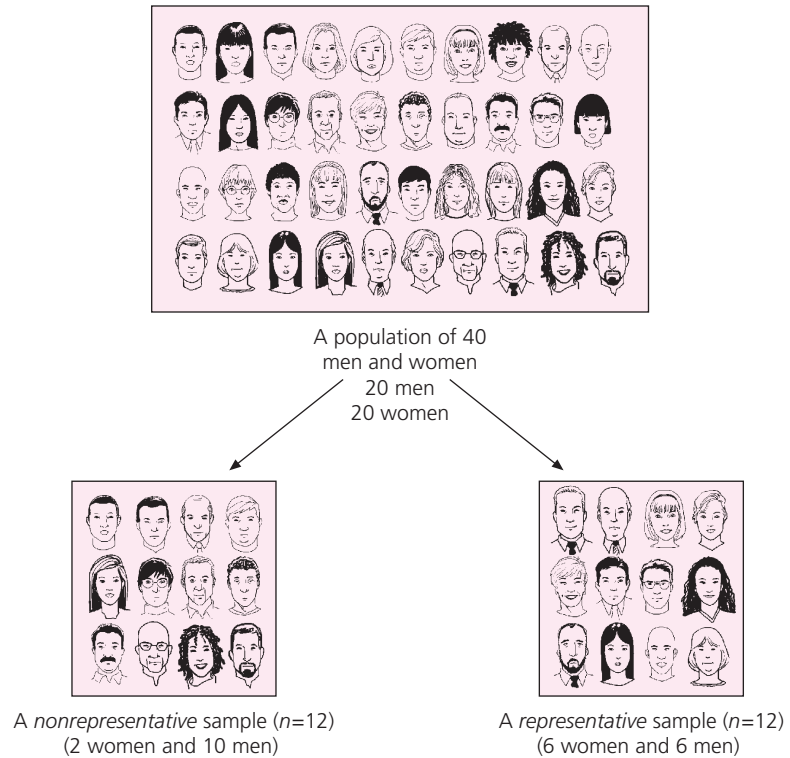 A population of 40
men and women
20 men
20 women
A nonrepresentative sample (n=12)
(2 women and 10 men)
A representative sample (n=12)
(6 women and 6 men)